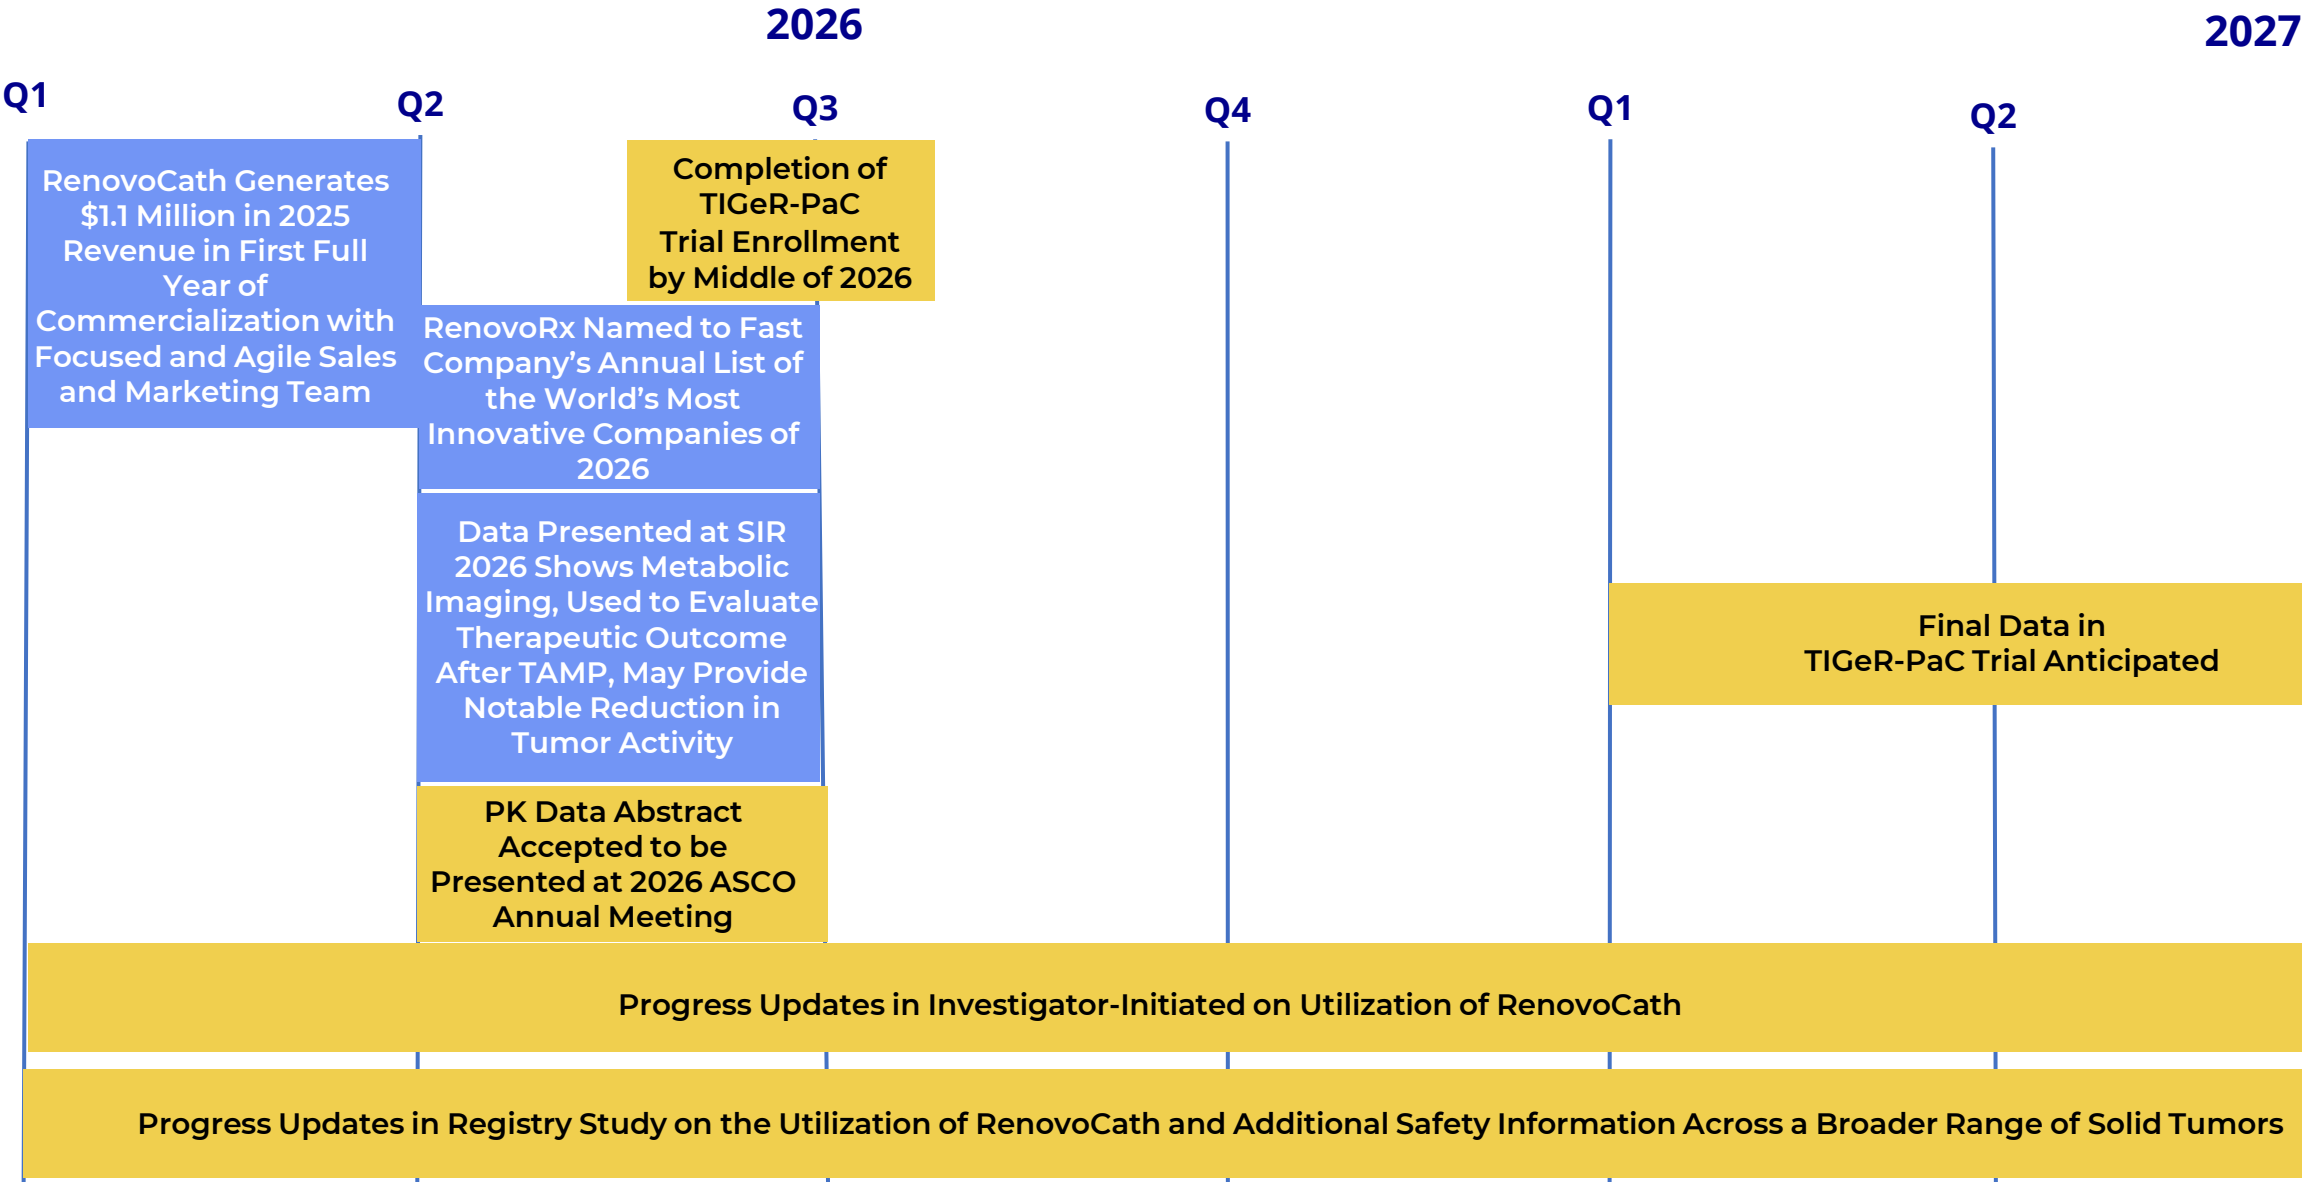 2026
2027
Q1
Q2
Q3
Q4
Q1
Q2
RenovoCath Generates
$1.1 Million in 2025
Revenue in First Full
Year of
Commercialization with
Focused and Agile Sales
and Marketing Team
Completion of
TIGeR-PaC
Trial Enrollment
by Middle of 2026
RenovoRx Named to Fast
Company’s Annual List of
the World’s Most
Innovative Companies of
2026
Data Presented at SIR
2026 Shows Metabolic
Imaging, Used to Evaluate
Therapeutic Outcome
After TAMP, May Provide
Notable Reduction in
Tumor Activity
Final Data in
TIGeR-PaC Trial Anticipated
PK Data Abstract
Accepted to be
Presented at 2026 ASCO
Annual Meeting
Progress Updates in Investigator-Initiated on Utilization of RenovoCath
Progress Updates in Registry Study on the Utilization of RenovoCath and Additional Safety Information Across a Broader Range of Solid Tumors